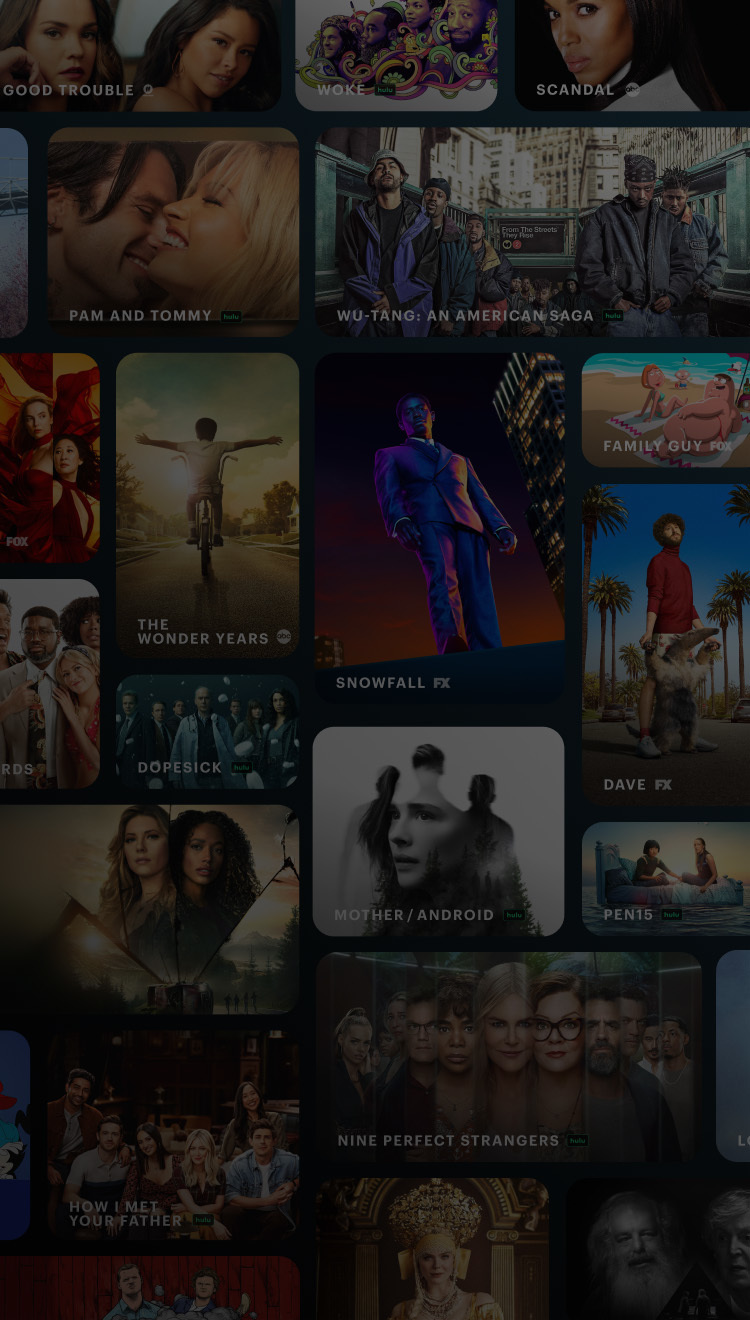 GOOD TROUBLE
WOKE hulu
SCANDAL abc
From The Streets
They Rise
PAM AND TOMMY hulu
WU-TANG: AN AMERICAN SAGA hulu
FAMILY GUY FOX
FOX
THE
WONDER YEARS abc
SNOWFALL FX
RDS
DOPESICK hulu
DAVE FX
MOTHER/ANDROID hulu
PEN15 hulu
NINE PERFECT STRANGERS hulu
LO
HOW I MET
YOUR FATHER hulu